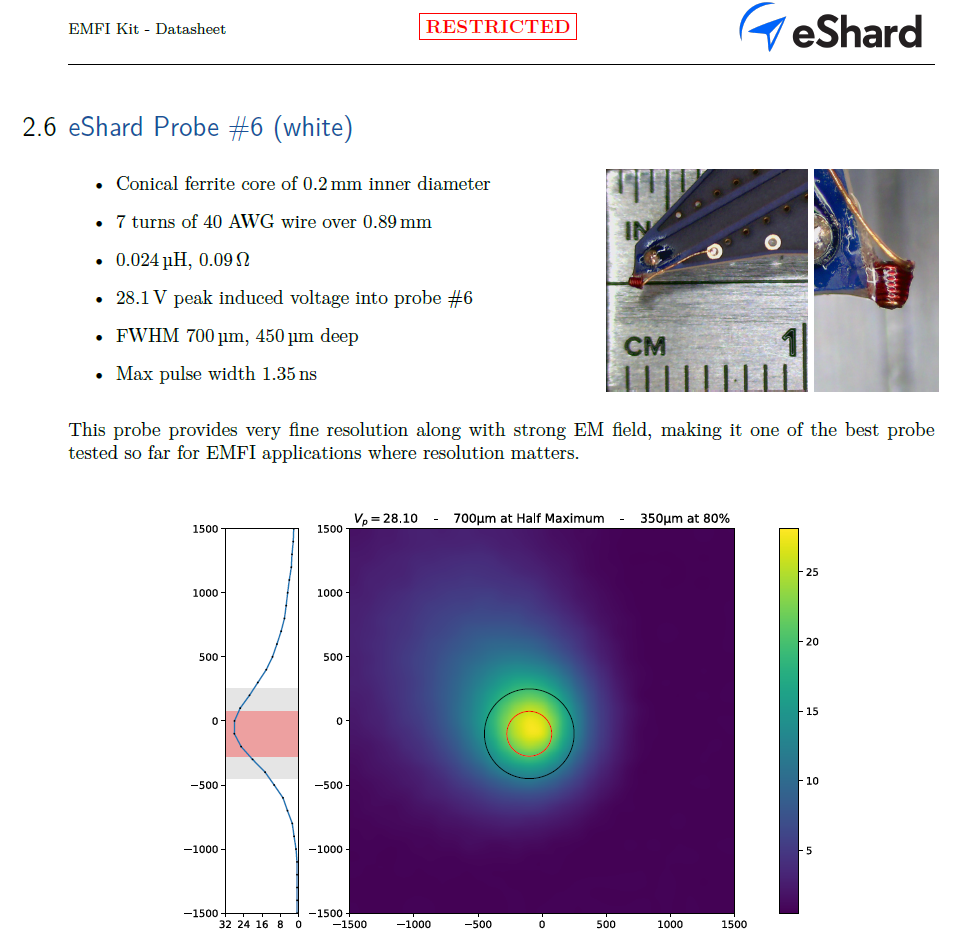 EMFI Kit - Datasheet
RESTRICTED
eShard
2.6 eShard Probe #6 (white)
• Conical ferrite core of 0.2 mm inner diameter
• 7 turns of 40 AWG wire over 0.89 mm
• 0.024 µH, 0.09 Ω
• 28.1 V peak induced voltage into probe #6
• FWHM 700 µm, 450 µm deep
• Max pulse width 1.35 ns
IN
CM 1
This probe provides very fine resolution along with strong EM field, making it one of the best probe
tested so far for EMFI applications where resolution matters.
Vp = 28.10 - 700µm at Half Maximum - 350µm at 80%
1500
1000
500
0
−500
−1000
−1500
32 24 16 8 0
1500
1000
500
0
−500
−1000
−1500
−1500 −1000 −500 0 500 1000 1500
25
20
15
10
5